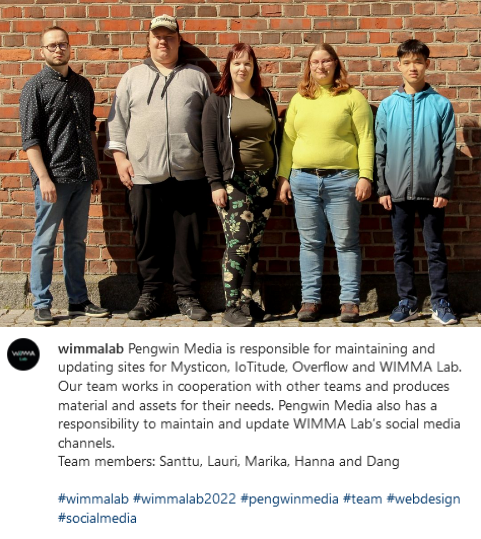 wimmalab Pengwin Media is responsible for maintaining and
updating sites for Mysticon, IoTitude, Overflow and WIMMA Lab.
Our team works in cooperation with other teams and produces
material and assets for their needs. Pengwin Media also has a
responsibility to maintain and update WIMMA Lab's social media
channels.
Team members: Santtu, Lauri, Marika, Hanna and Dang
#wimmalab #wimmalab2022 #pengwinmedia #team #webdesign
#socialmedia
WIMMA
Lab